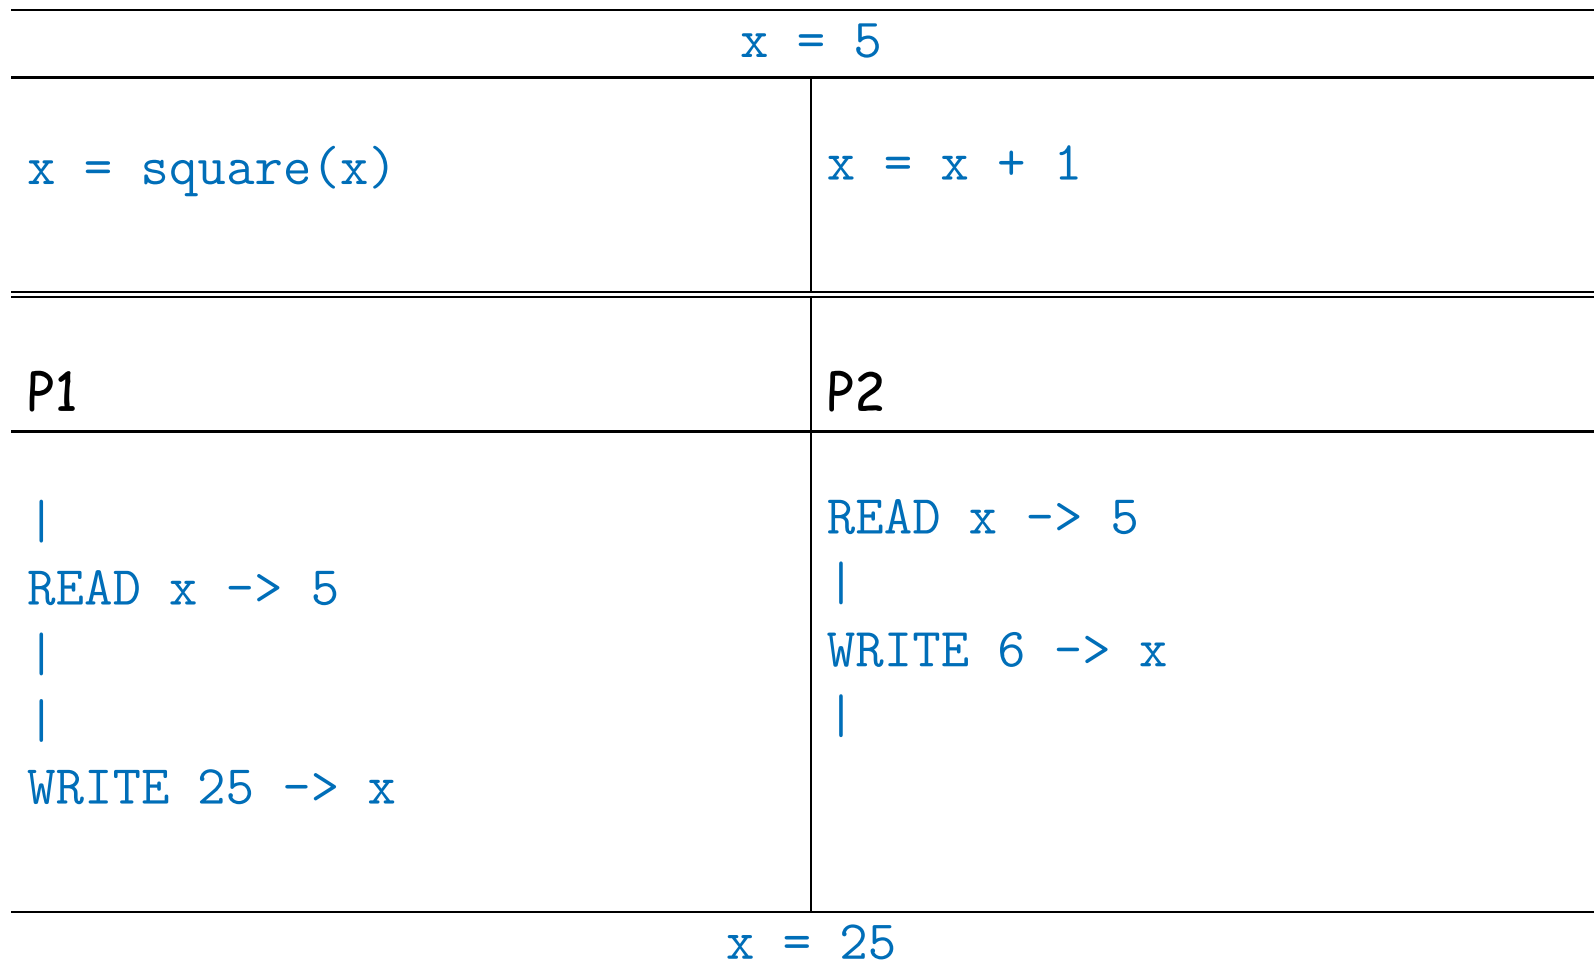 x = 5
x = square(x)
x = x + 1
P1
P2
|
READ x -> 5
|
|
WRITE 25 -> x
READ x -> 5
|
WRITE 6 -> x
|
x = 25